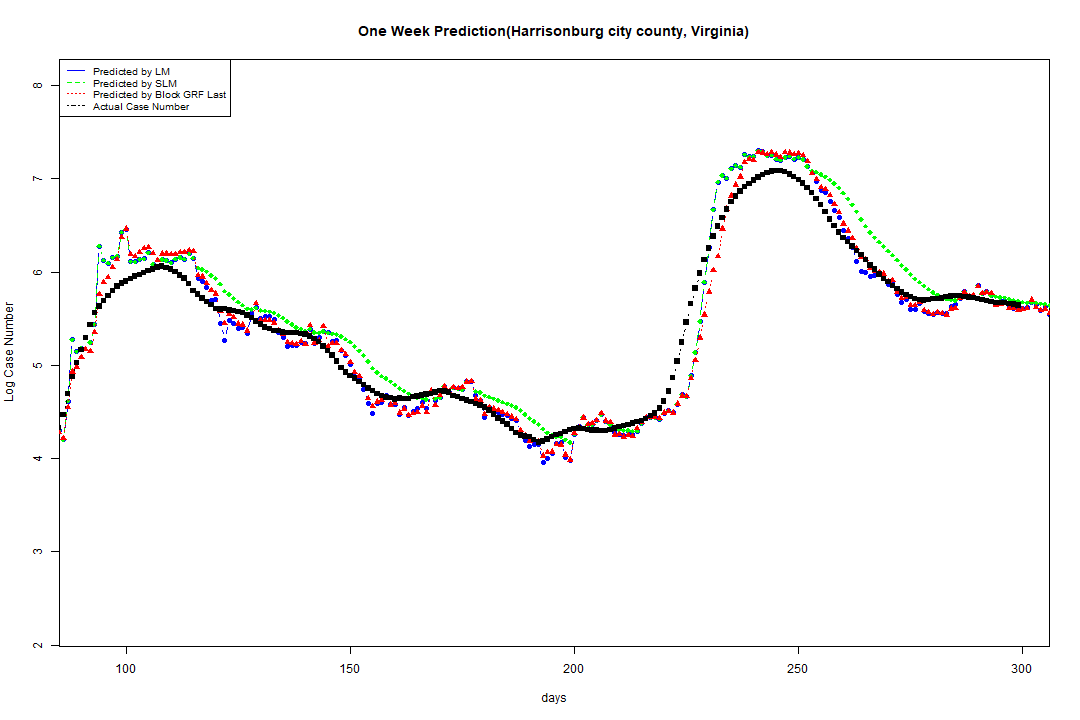 One Week Prediction(Harrisonburg city county, Virginia)
Predicted by LM
Predicted by SLM
Predicted by Block GRF Last
Actual Case Number
8
7
6
5
4
3
2
Log Case Number
100
150
200
250
300
days